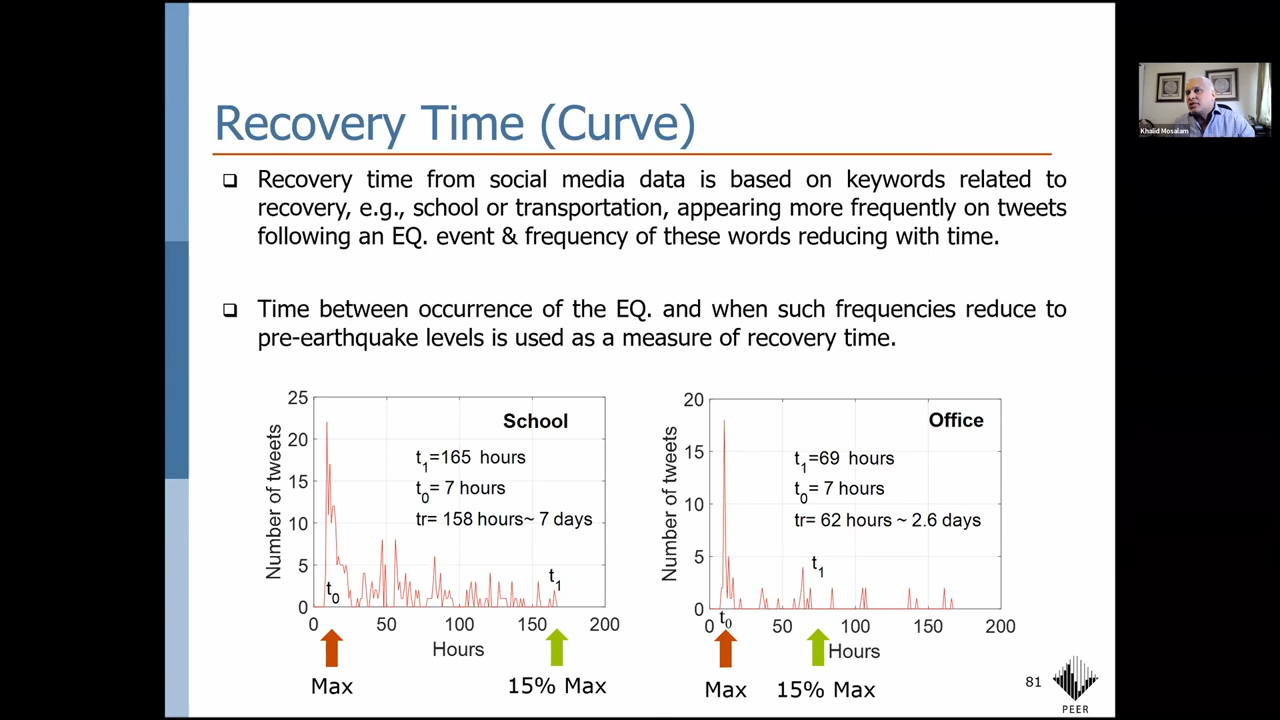 Recovery Time (Curve)
❑ Recovery time from social media data is based on keywords related to
recovery, e.g., school or transportation, appearing more frequently on tweets
following an EQ. event & frequency of these words reducing with time.
❑ Time between occurrence of the EQ. and when such frequencies reduce to
pre-earthquake levels is used as a measure of recovery time.
Number of tweets
25
20
15
10
5
0
School
t1=165 hours
t0= 7 hours
tr= 158 hours~ 7 days
t0
t1
0 50 100 150 200
Hours
Max
15% Max
Number of tweets
20
15
10
5
0
Office
t1=69 hours
t0= 7 hours
tr= 62 hours ~ 2.6 days
t1
t0
0 50 100 150 200
Hours
Max
15% Max
81
PEER
Khalid Mosalam